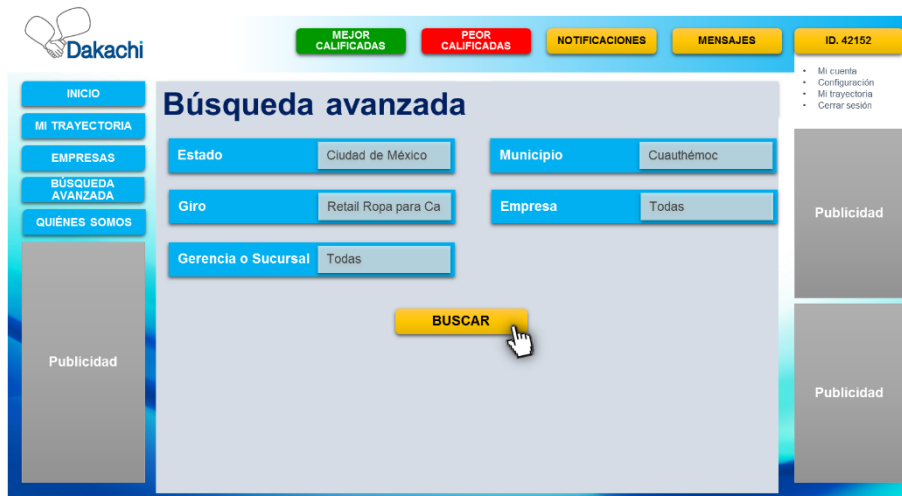 Dakachi
MEJOR
CALIFICADAS
PEOR
CALIFICADAS
NOTIFICACIONES
MENSAJES
ID. 42152
• Mi cuenta
• Configuración
• Mi trayectoria
• Cerrar sesión
INICIO
MI TRAYECTORIA
EMPRESAS
BÚSQUEDA
AVANZADA
QUIÉNES SOMOS
Publicidad
Búsqueda avanzada
Estado Ciudad de México
Municipio Cuauthémoc
Giro Retail Ropa para Ca
Empresa Todas
Gerencia o Sucursal Todas
BUSCAR
Publicidad
Publicidad